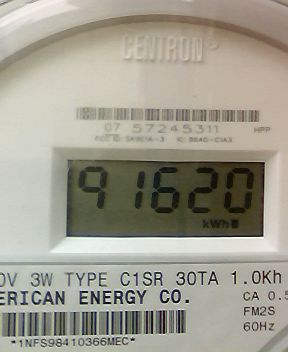 CENTRON®
07 57245311 HPP
91620
kWh
0V 3W TYPE C1SR 30TA 1.0Kh
ERICAN ENERGY CO.
CA 0.5
FM2S
60Hz
*1NFS98410366MEC*